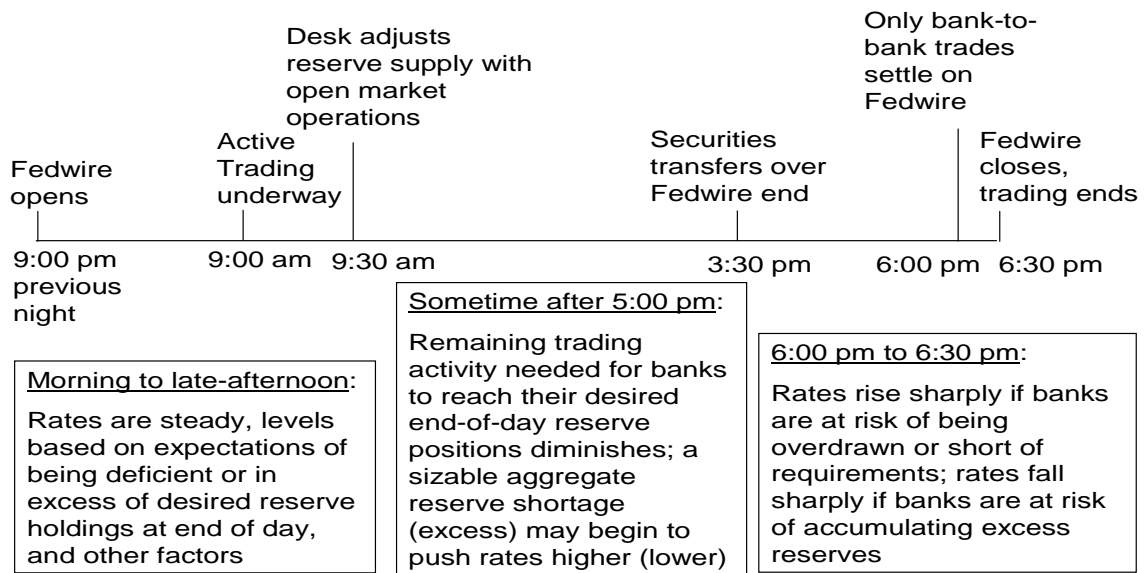 Fedwire
opens
Active
Trading
underway
Desk adjusts
reserve supply with
open market
operations
Securities
transfers over
Fedwire end
Only bank-to-
bank trades
settle on
Fedwire
Fedwire
closes,
trading ends
9:00 pm
previous
night
9:00 am
9:30 am
3:30 pm
6:00 pm
6:30 pm
Morning to late-afternoon:
Rates are steady, levels
based on expectations of
being deficient or in
excess of desired reserve
holdings at end of day,
and other factors
Sometime after 5:00 pm:
Remaining trading
activity needed for banks
to reach their desired
end-of-day reserve
positions diminishes; a
sizable aggregate
reserve shortage
(excess) may begin to
push rates higher (lower)
6:00 pm to 6:30 pm:
Rates rise sharply if banks
are at risk of being
overdrawn or short of
requirements; rates fall
sharply if banks are at risk
of accumulating excess
reserves